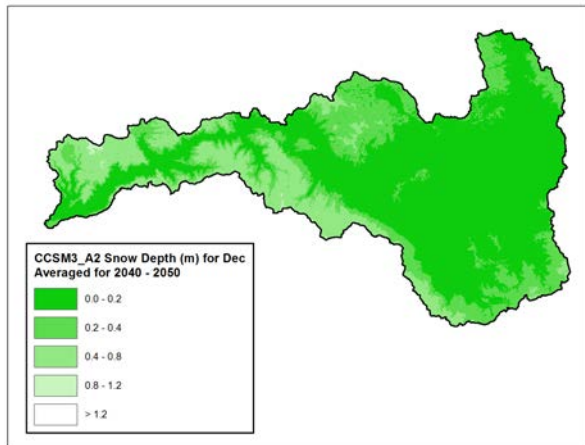 CCSM3_A2 Snow Depth (m) for Dec
Averaged for 2040 - 2050
0.0 - 0.2
0.2 - 0.4
0.4 - 0.8
0.8 - 1.2
> 1.2